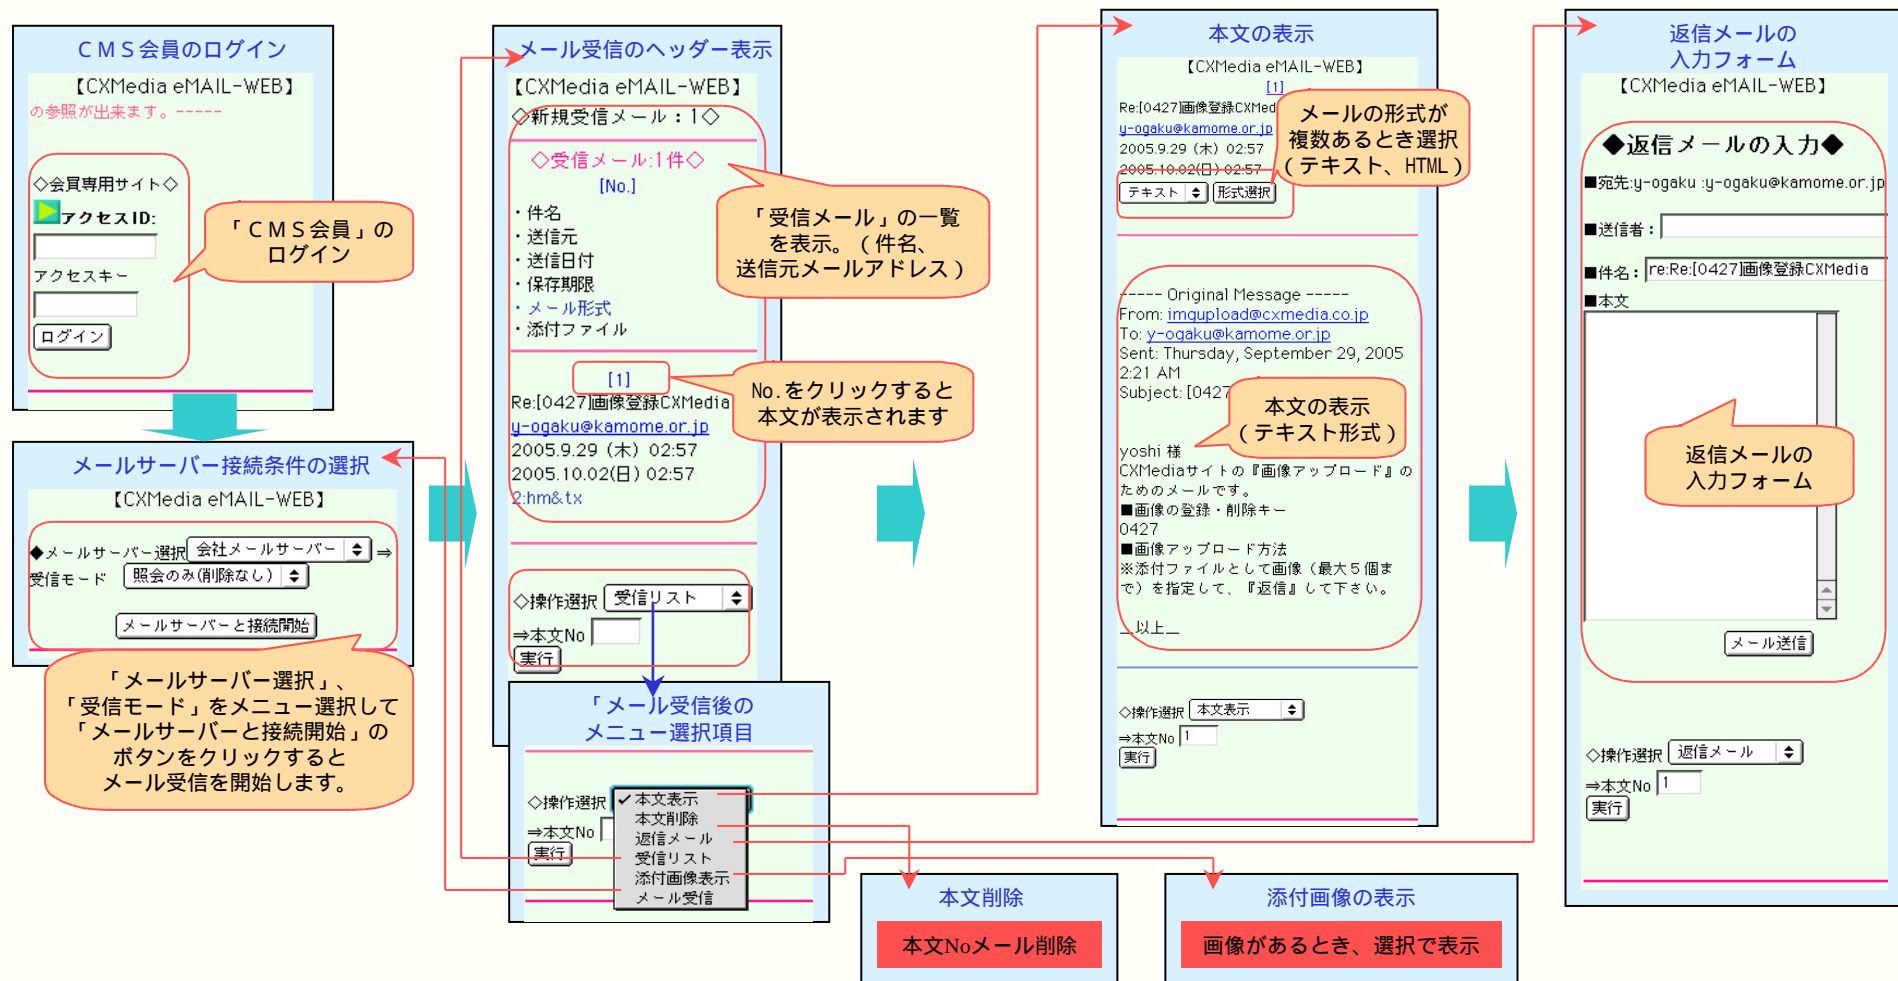 CMS会員のログイン
【CXMedia eMAIL-WEB】
の参照が出来ます。-----
◇会員専用サイト◇
アクセスID:
アクセスキー
ログイン
「CMS会員」の
ログイン
メールサーバー接続条件の選択
【CXMedia eMAIL-WEB】
◆メールサーバー選択 会社メールサーバー ⇒
受信モード 照会のみ(削除なし)
メールサーバーと接続開始
「メールサーバー選択」、
「受信モード」をメニュー選択して
「メールサーバーと接続開始」の
ボタンをクリックすると
メール受信を開始します。
メール受信のヘッダー表示
【CXMedia eMAIL-WEB】
◇新規受信メール：1◇
◇受信メール:1件◇
[No.]
・件名
・送信元
・送信日付
・保存期限
・メール形式
・添付ファイル
「受信メール」の一覧
を表示。(件名、
送信元メールアドレス)
[1]
Re:[0427]画像登録CXMedia
y-ogaku@kamome.or.jp
2005.9.29 (木) 02:57
2005.10.02(日) 02:57
2:hm&tx
No.をクリックすると
本文が表示されます
◇操作選択 受信リスト
⇒本文No
実行
「メール受信後の
メニュー選択項目
◇操作選択 ✓本文表示
本文削除
⇒本文No
返信メール
実行
受信リスト
添付画像表示
メール受信
本文の表示
【CXMedia eMAIL-WEB】
[1]
Re:[0427]画像登録CXMed
y-ogaku@kamome.or.jp
2005.9.29 (木) 02:57
2005.10.02(日) 02:57
テキスト 形式選択
メールの形式が
複数あるとき選択
(テキスト、HTML)
----- Original Message -----
From: imgupload@cxmedia.co.jp
To: y-ogaku@kamome.or.jp
Sent: Thursday, September 29, 2005
2:21 AM
Subject: [0427
本文の表示
(テキスト形式)
yoshi 様
CXMediaサイトの『画像アップロード』の
ためのメールです。
■画像の登録・削除キー
0427
■画像アップロード方法
※添付ファイルとして画像（最大５個ま
で）を指定して、『返信』して下さい。
__以上__
◇操作選択 本文表示
⇒本文No 1
実行
本文削除
本文Noメール削除
添付画像の表示
画像があるとき、選択で表示
返信メールの
入力フォーム
【CXMedia eMAIL-WEB】
◆返信メールの入力◆
■宛先:y-ogaku :y-ogaku@kamome.or.jp
■送信者：
■件名：re:Re:[0427]画像登録CXMedia
■本文
返信メールの
入力フォーム
メール送信
◇操作選択 返信メール
⇒本文No 1
実行